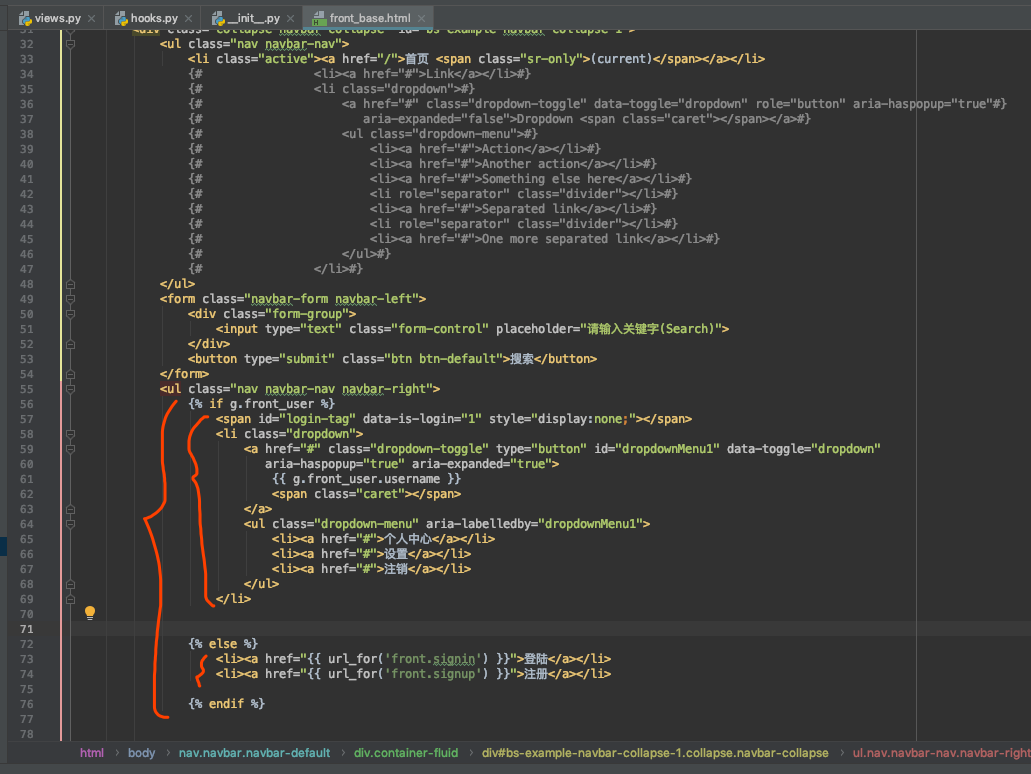 views.py × hooks.py × __init__.py × front_base.html ×
31 <div class="collapse navbar-collapse" id="bs-example-navbar-collapse-1">
32 <ul class="nav navbar-nav">
33 <li class="active"><a href="/">首页 <span class="sr-only">(current)</span></a></li>
34 {# <li><a href="#">Link</a></li>#}
35 {# <li class="dropdown">#}
36 {# <a href="#" class="dropdown-toggle" data-toggle="dropdown" role="button" aria-haspopup="true"#}
37 {# aria-expanded="false">Dropdown <span class="caret"></span></a>#}
38 {# <ul class="dropdown-menu">#}
39 {# <li><a href="#">Action</a></li>#}
40 {# <li><a href="#">Another action</a></li>#}
41 {# <li><a href="#">Something else here</a></li>#}
42 {# <li role="separator" class="divider"></li>#}
43 {# <li><a href="#">Separated link</a></li>#}
44 {# <li role="separator" class="divider"></li>#}
45 {# <li><a href="#">One more separated link</a></li>#}
46 {# </ul>#}
47 {# </li>#}
48 </ul>
49 <form class="navbar-form navbar-left">
50 <div class="form-group">
51 <input type="text" class="form-control" placeholder="请输入关键字(Search)">
52 </div>
53 <button type="submit" class="btn btn-default">搜索</button>
54 </form>
55 <ul class="nav navbar-nav navbar-right">
56 {% if g.front_user %}
57 <span id="login-tag" data-is-login="1" style="display:none;"></span>
58 <li class="dropdown">
59 <a href="#" class="dropdown-toggle" type="button" id="dropdownMenu1" data-toggle="dropdown"
60 aria-haspopup="true" aria-expanded="true">
61 {{ g.front_user.username }}
62 <span class="caret"></span>
63 </a>
64 <ul class="dropdown-menu" aria-labelledby="dropdownMenu1">
65 <li><a href="#">个人中心</a></li>
66 <li><a href="#">设置</a></li>
67 <li><a href="#">注销</a></li>
68 </ul>
69 </li>
70
71
72 {% else %}
73 <li><a href="{{ url_for('front.signin') }}">登陆</a></li>
74 <li><a href="{{ url_for('front.signup') }}">注册</a></li>
75
76 {% endif %}
77
78
html › body › nav.navbar.navbar-default › div.container-fluid › div#bs-example-navbar-collapse-1.collapse.navbar-collapse › ul.nav.navbar-nav.navbar-right